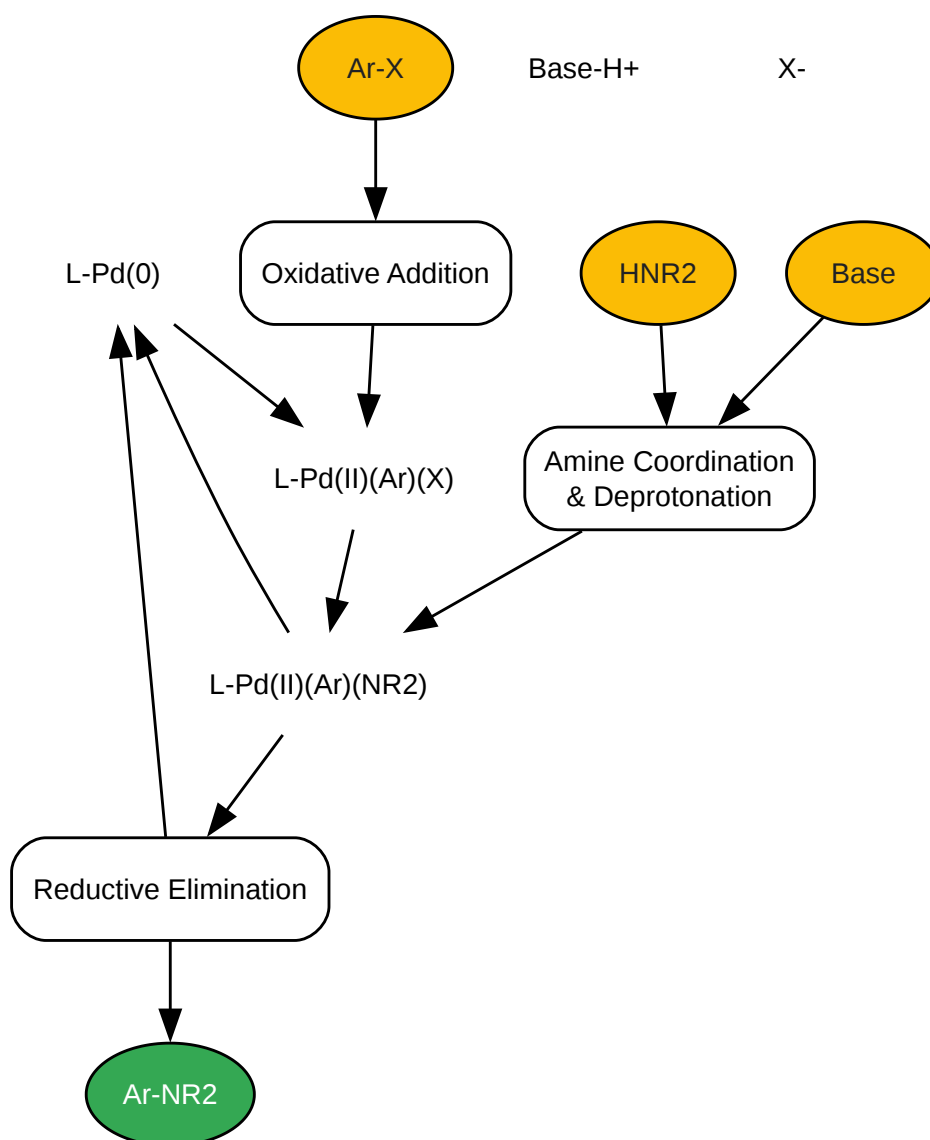 Ar-X
Base-H+
X-
L-Pd(0)
Oxidative Addition
HNR2
Base
L-Pd(II)(Ar)(X)
Amine Coordination
& Deprotonation
L-Pd(II)(Ar)(NR2)
Reductive Elimination
Ar-NR2